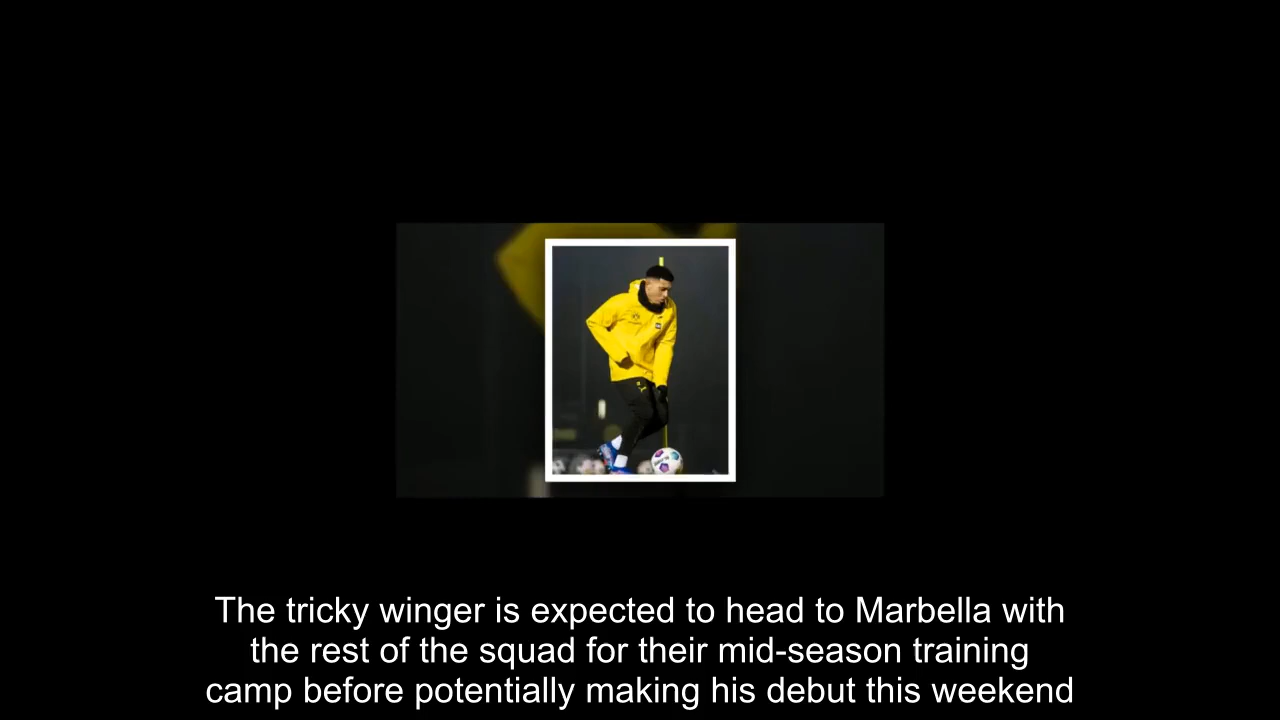 The tricky winger is expected to head to Marbella with
the rest of the squad for their mid-season training
camp before potentially making his debut this weekend